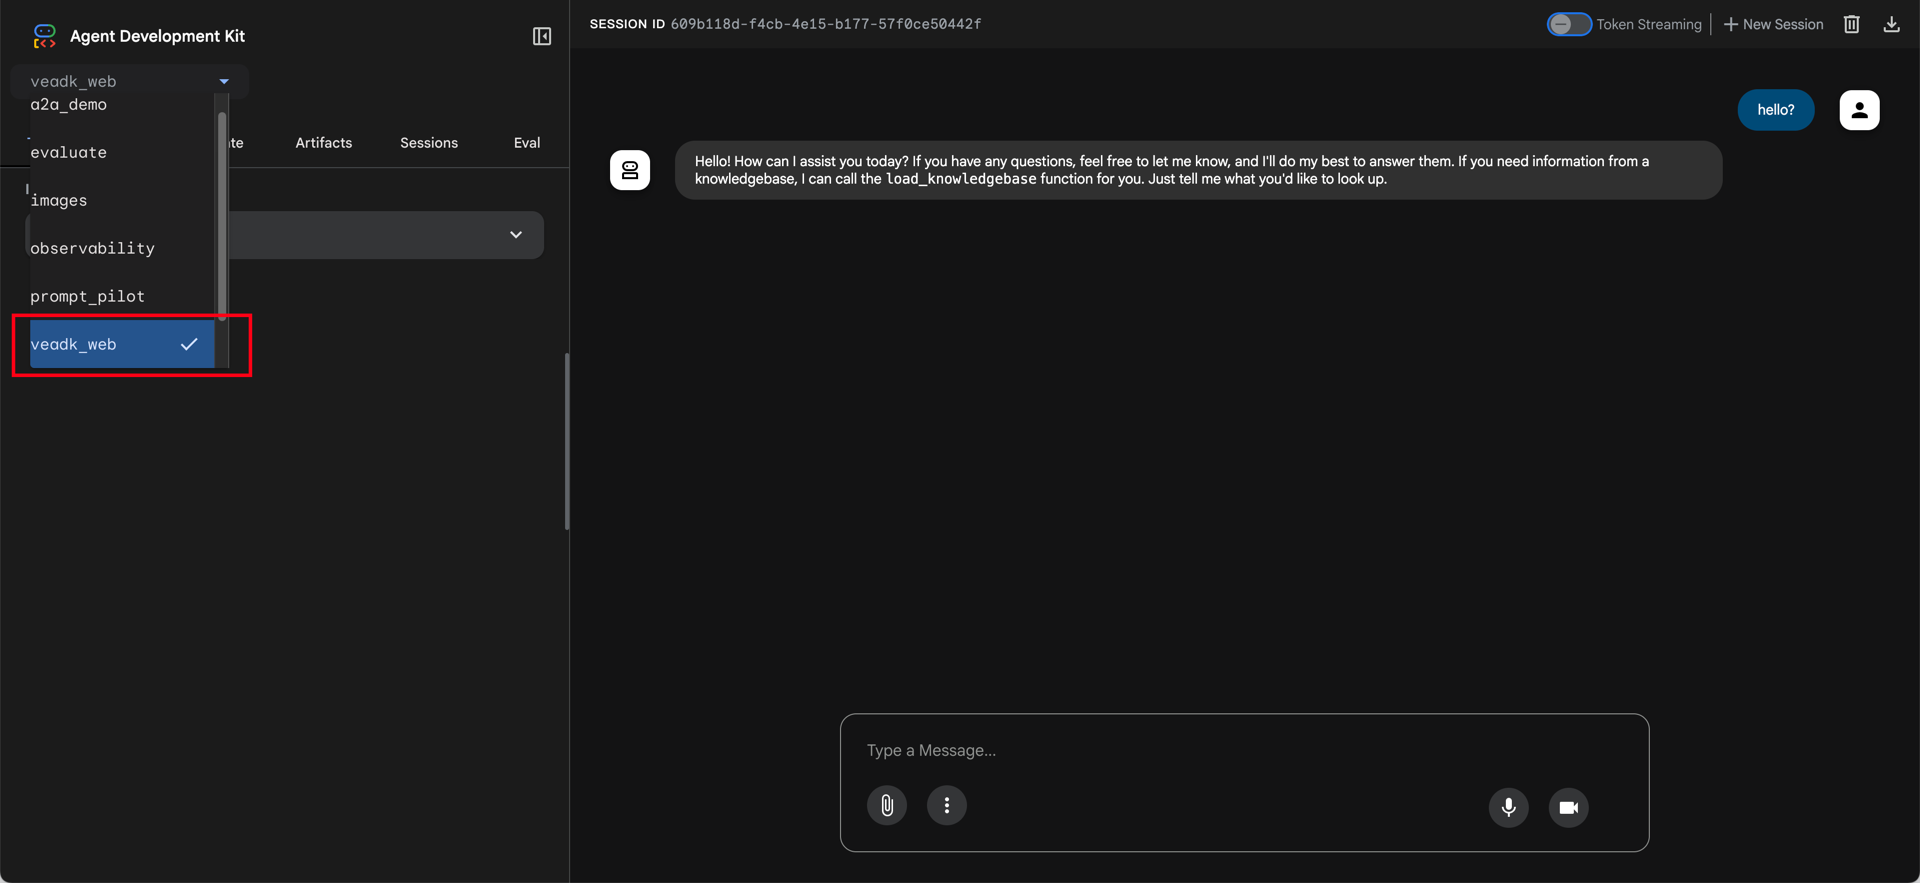 Agent Development Kit
SESSION ID 609b118d-f4cb-4e15-b177-57f0ce50442f
Token Streaming
New Session
veadk_web
a2a_demo
evaluate
images
observability
prompt_pilot
veadk_web
te
Artifacts
Sessions
Eval
hello?
Hello! How can I assist you today? If you have any questions, feel free to let me know, and I'll do my best to answer them. If you need information from a
knowledgebase, I can call the load_knowledgebase function for you. Just tell me what you'd like to look up.
Type a Message...